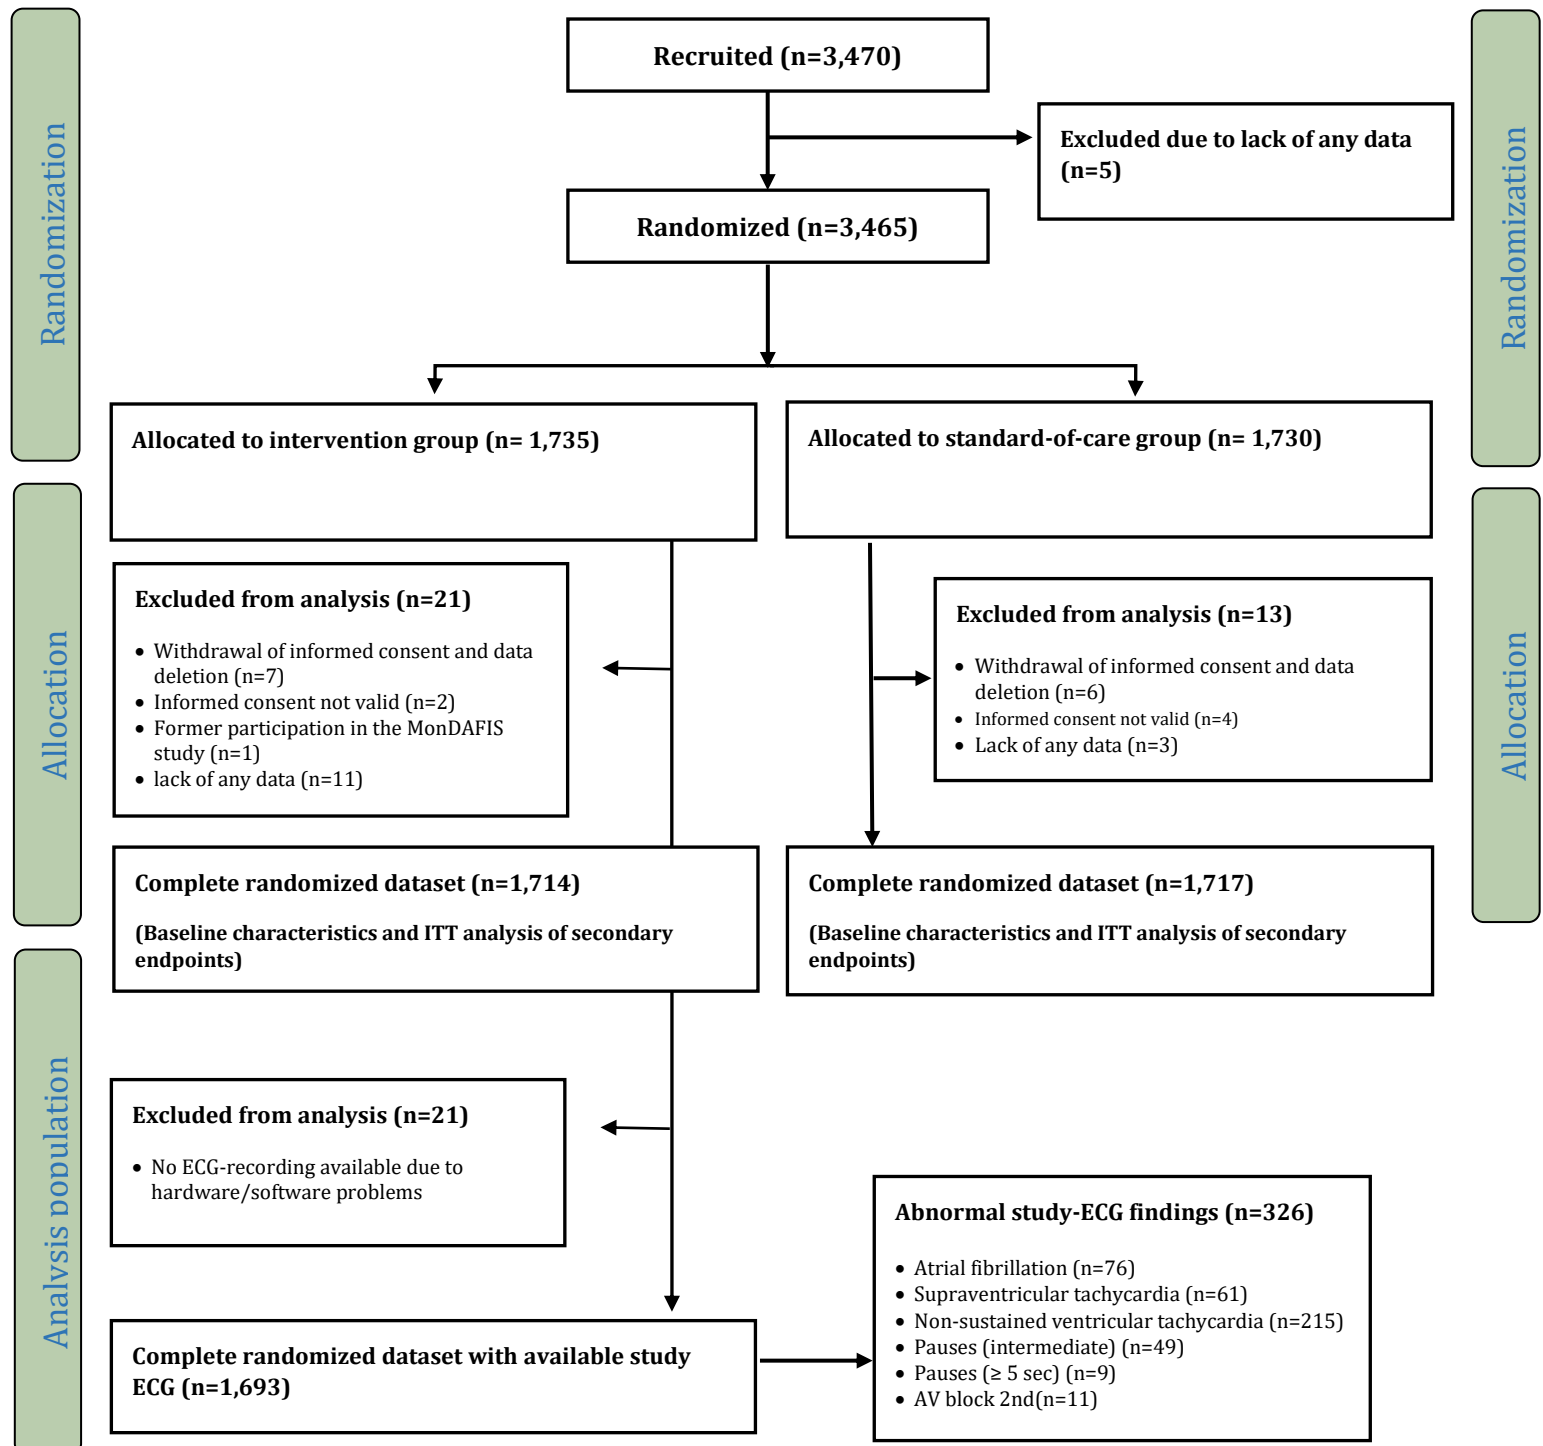 Randomization
Randomization
Recruited (n=3,470)
Excluded due to lack of any data
(n=5)
Randomized (n=3,465)
Allocated to intervention group (n= 1,735)
Allocated to standard-of-care group (n= 1,730)
Allocation
Allocation
Excluded from analysis (n=21)
• Withdrawal of informed consent and data
deletion (n=7)
• Informed consent not valid (n=2)
• Former participation in the MonDAFIS
study (n=1)
• lack of any data (n=11)
Excluded from analysis (n=13)
• Withdrawal of informed consent and data
deletion (n=6)
• Informed consent not valid (n=4)
• Lack of any data (n=3)
Complete randomized dataset (n=1,714)
(Baseline characteristics and ITT analysis of secondary
endpoints)
Complete randomized dataset (n=1,717)
(Baseline characteristics and ITT analysis of secondary
endpoints)
Analysis population
Excluded from analysis (n=21)
• No ECG-recording available due to
hardware/software problems
Complete randomized dataset with available study
ECG (n=1,693)
Abnormal study-ECG findings (n=326)
• Atrial fibrillation (n=76)
• Supraventricular tachycardia (n=61)
• Non-sustained ventricular tachycardia (n=215)
• Pauses (intermediate) (n=49)
• Pauses (≥ 5 sec) (n=9)
• AV block 2nd(n=11)